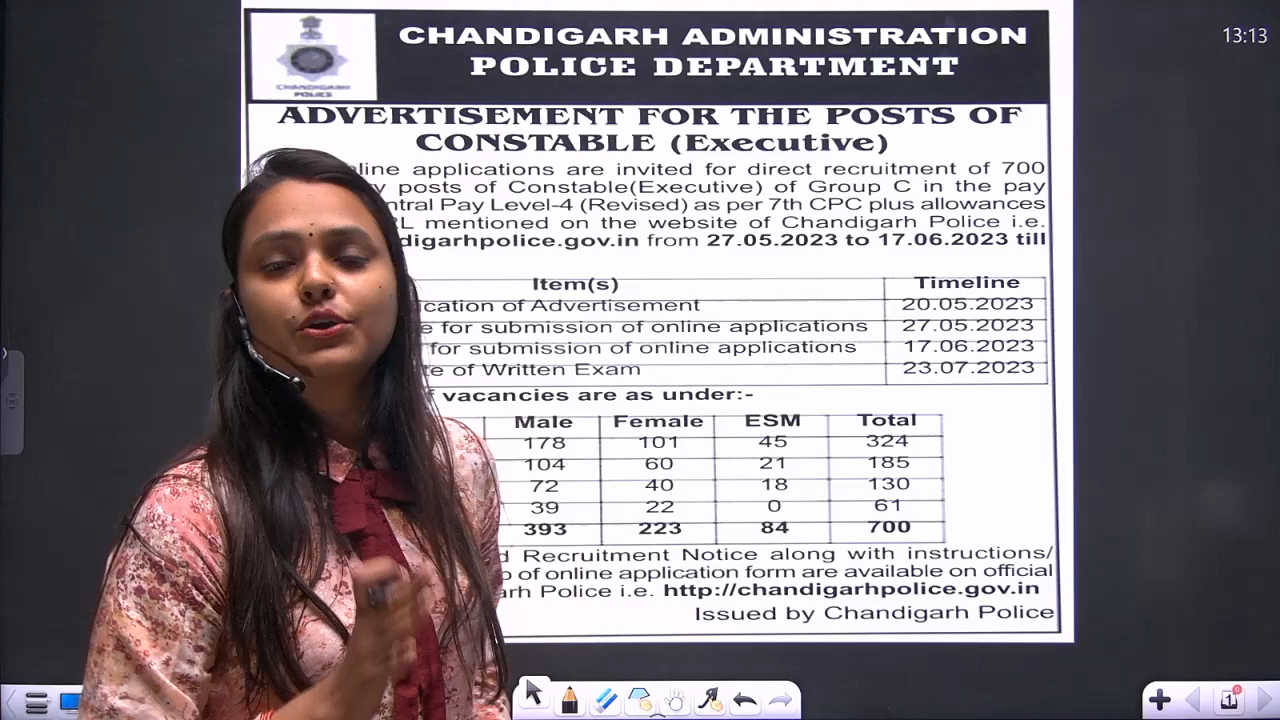 13:13
CHANDIGARH ADMINISTRATION
POLICE DEPARTMENT
CHANDIGARH
POLICE
ADVERTISEMENT FOR THE POSTS OF
CONSTABLE (Executive)
applications are invited for direct recruitment of 700
posts of Constable(Executive) of Group C in the pay
Pay Level-4 (Revised) as per 7th CPC plus allowances
mentioned on the website of Chandigarh Police i.e.
from 27.05.2023 to 17.06.2023 till
Item(s) Timeline
of Advertisement 20.05.2023
for submission of online applications 27.05.2023
for submission of online applications 17.06.2023
of Written Exam 23.07.2023
vacancies are as under:-
Male Female ESM Total
178 101 45 324
104 60 21 185
72 40 18 130
39 22 0 61
393 223 84 700
Recruitment Notice along with instructions/
of online application form are available on official
Police i.e. http://chandigarhpolice.gov.in
Issued by Chandigarh Police
1
0